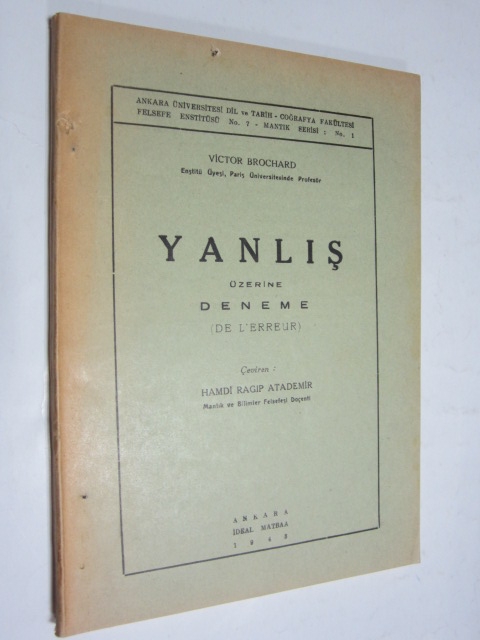 ANKARA ÜNİVERSİTESİ DİL ve TARİH - COĞRAFYA FAKÜLTESİ
FELSEFE ENSTİTÜSÜ No. 7 - MANTIK SERİSİ : No. 1
VİCTOR BROCHARD
Enstitü Üyesi, Paris Üniversitesinde Profesör
YANLIŞ
ÜZERİNE
DENEME
(DE L'ERREUR)
Çeviren :
HAMDİ RAGIP ATADEMİR
Mantık ve Bilimler Felsefesi Doçenti
ANKARA
İDEAL MATBAA